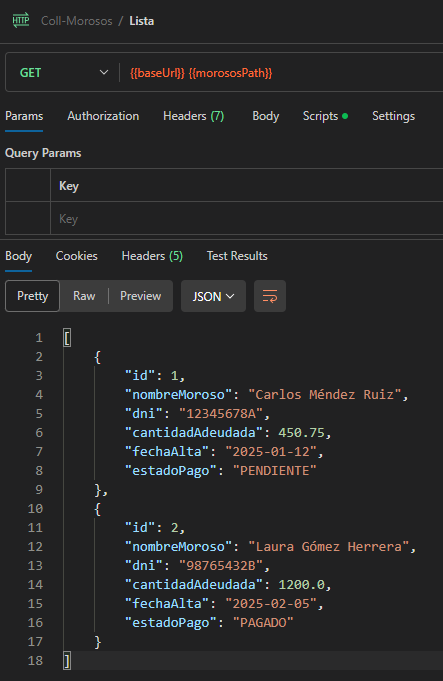 HTTP Coll-Morosos / Lista
GET {{baseUrl}} {{morososPath}}
Params Authorization Headers (7) Body Scripts Settings
Query Params
Key
Key
Body Cookies Headers (5) Test Results
Pretty Raw Preview JSON
1 [
2 {
3 "id": 1,
4 "nombreMoroso": "Carlos Méndez Ruiz",
5 "dni": "12345678A",
6 "cantidadAdeudada": 450.75,
7 "fechaAlta": "2025-01-12",
8 "estadoPago": "PENDIENTE"
9 },
10 {
11 "id": 2,
12 "nombreMoroso": "Laura Gómez Herrera",
13 "dni": "98765432B",
14 "cantidadAdeudada": 1200.0,
15 "fechaAlta": "2025-02-05",
16 "estadoPago": "PAGADO"
17 }
18 ]